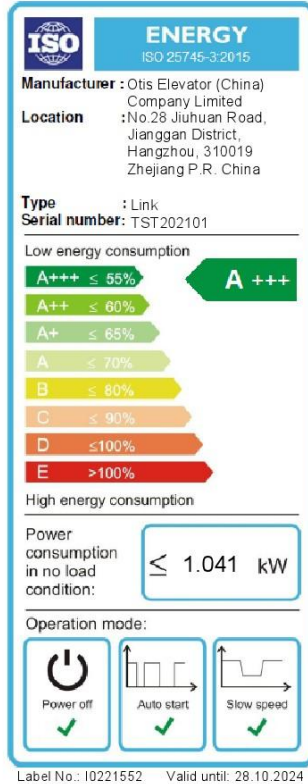 ISO
ENERGY
ISO 25745-3:2015
Manufacturer : Otis Elevator (China)
Company Limited
Location :No.28 Jiuhuan Road,
Jianggan District,
Hangzhou, 310019
Zhejiang P.R. China
Type : Link
Serial number: TST202101
Low energy consumption
A+++ ≤ 55%
A +++
A++ ≤ 60%
A+ ≤ 65%
A ≤ 70%
B ≤ 80%
C ≤ 90%
D ≤100%
E >100%
High energy consumption
Power
consumption
in no load
condition:
≤ 1.041 kW
Operation mode:
Power off
Auto start
Slow speed
Label No.: I0221552 Valid until: 28.10.2024